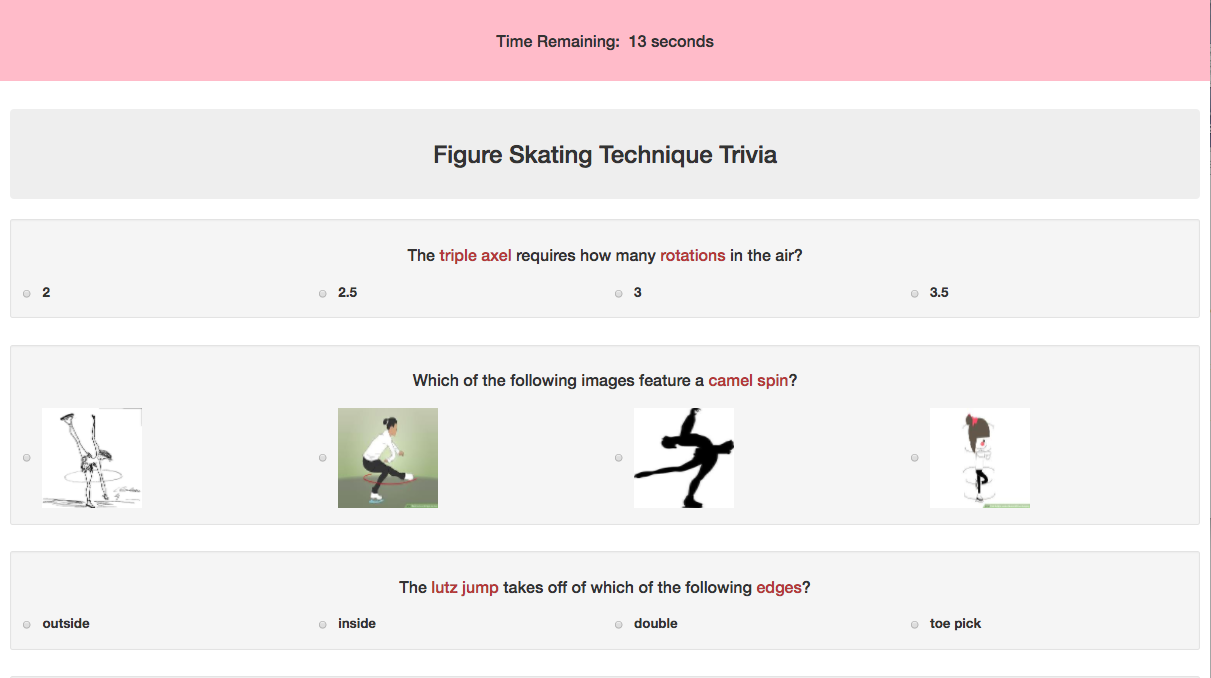 Time Remaining: 13 seconds
Figure Skating Technique Trivia
The triple axel requires how many rotations in the air?
2 2.5 3 3.5
Which of the following images feature a camel spin?
The lutz jump takes off of which of the following edges?
outside inside double toe pick